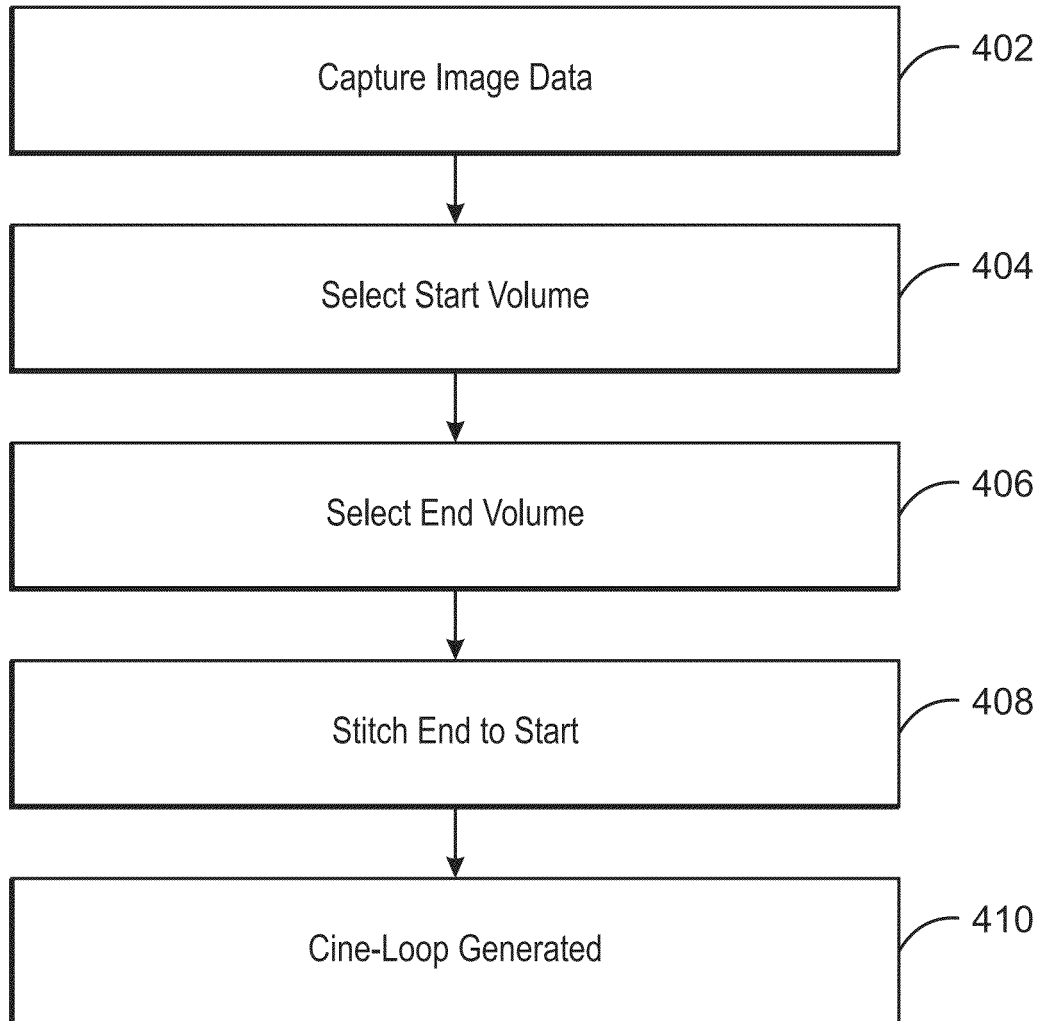 Capture Image Data
402
Select Start Volume
404
Select End Volume
406
Stitch End to Start
408
Cine-Loop Generated
410